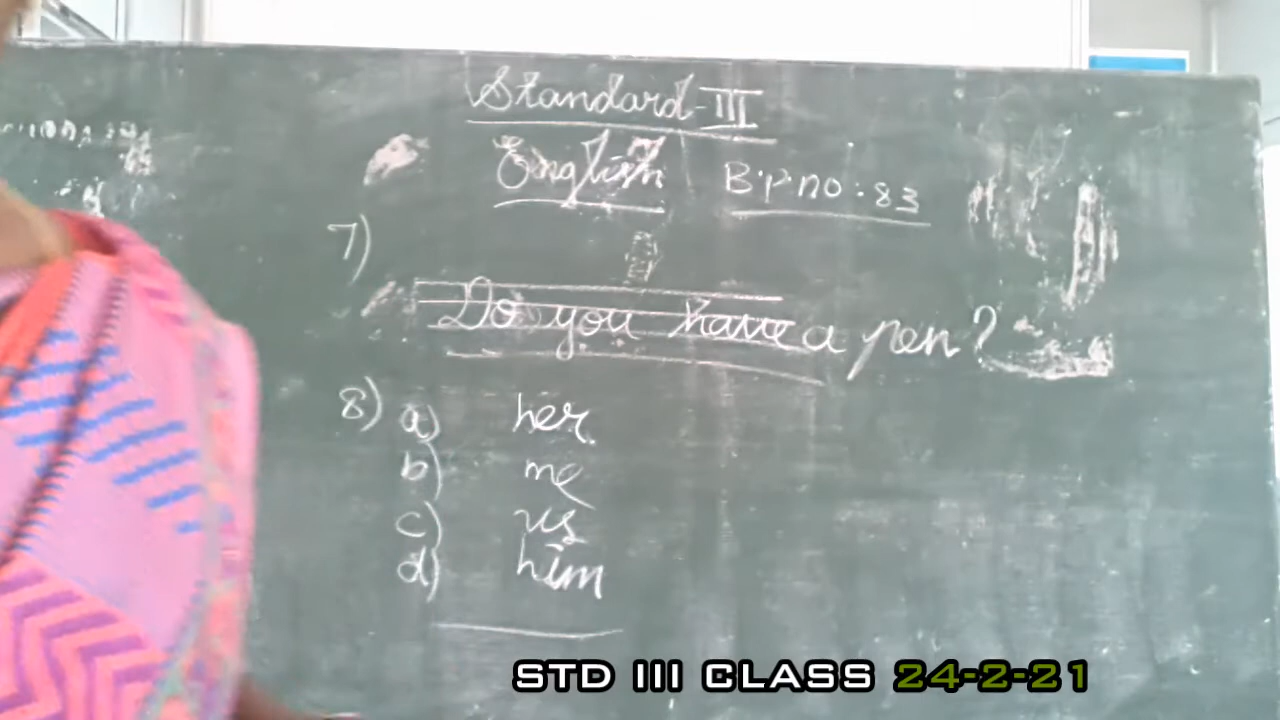 Standard-III
English B.P.no:83
7)
Do you have a pen?
8) a) her
b) me
c) us
d) him
STD III CLASS 24-2-21